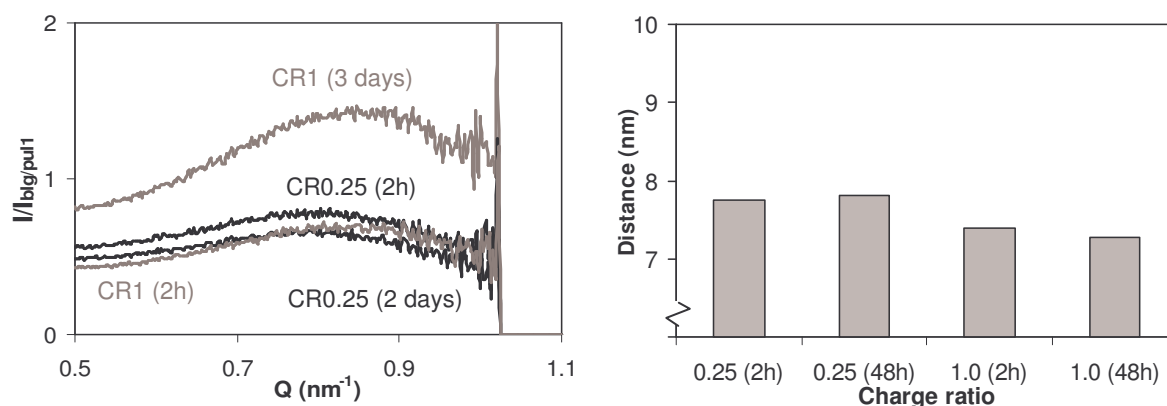 2
1
0
I/Iblg/pul1
CR1 (3 days)
CR0.25 (2h)
CR1 (2h)
CR0.25 (2 days)
0.5 0.7 0.9 1.1
Q (nm-1)
10
9
8
7
Distance (nm)
0.25 (2h) 0.25 (48h) 1.0 (2h) 1.0 (48h)
Charge ratio